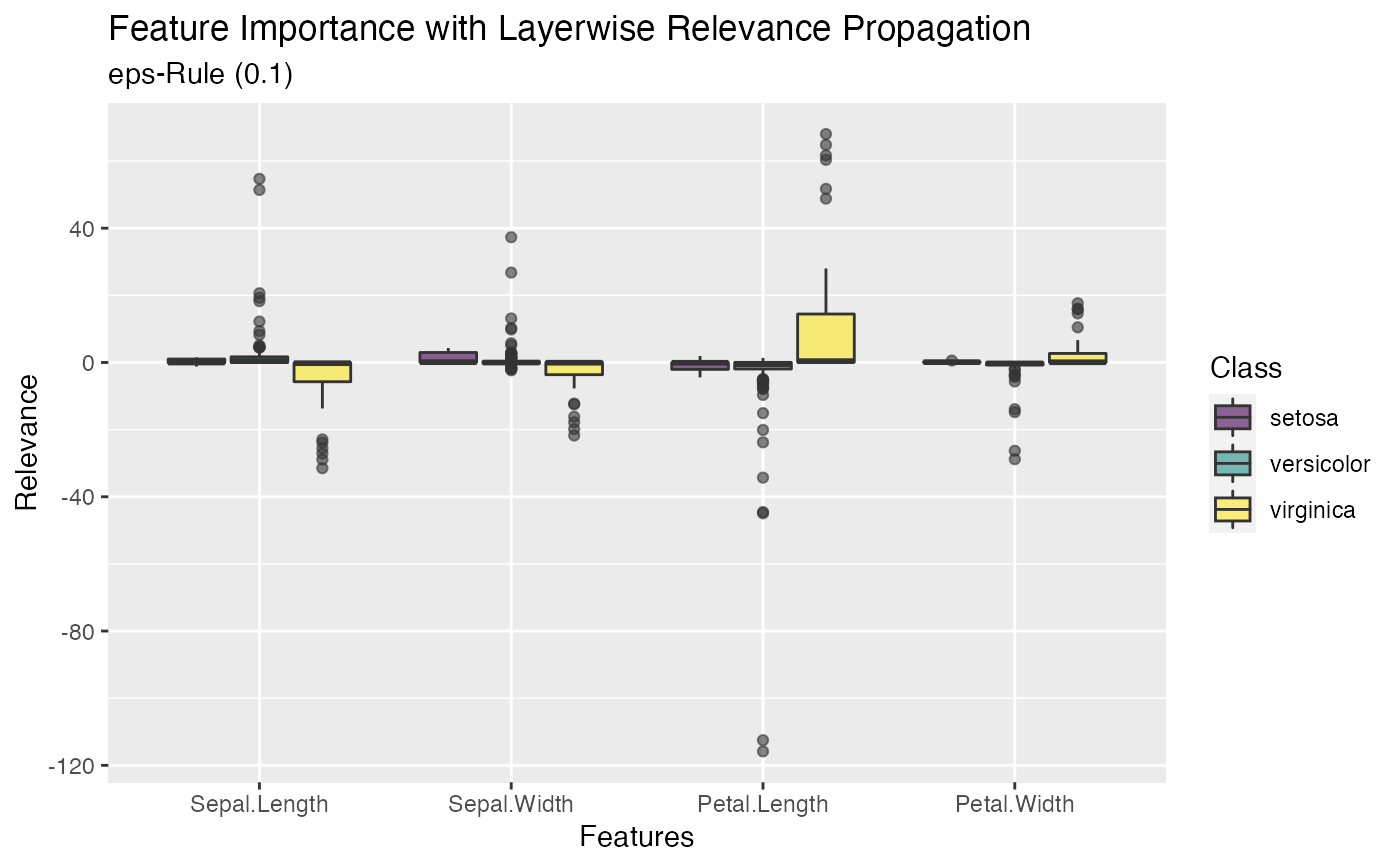 Feature Importance with Layerwise Relevance Propagation
eps-Rule (0.1)
40
0
-40
-80
-120
Relevance
Sepal.Length
Sepal.Width
Petal.Length
Petal.Width
Features
Class
setosa
versicolor
virginica